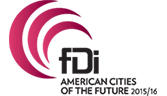 fDi
AMERICAN CITIES
OF THE FUTURE 2015/16